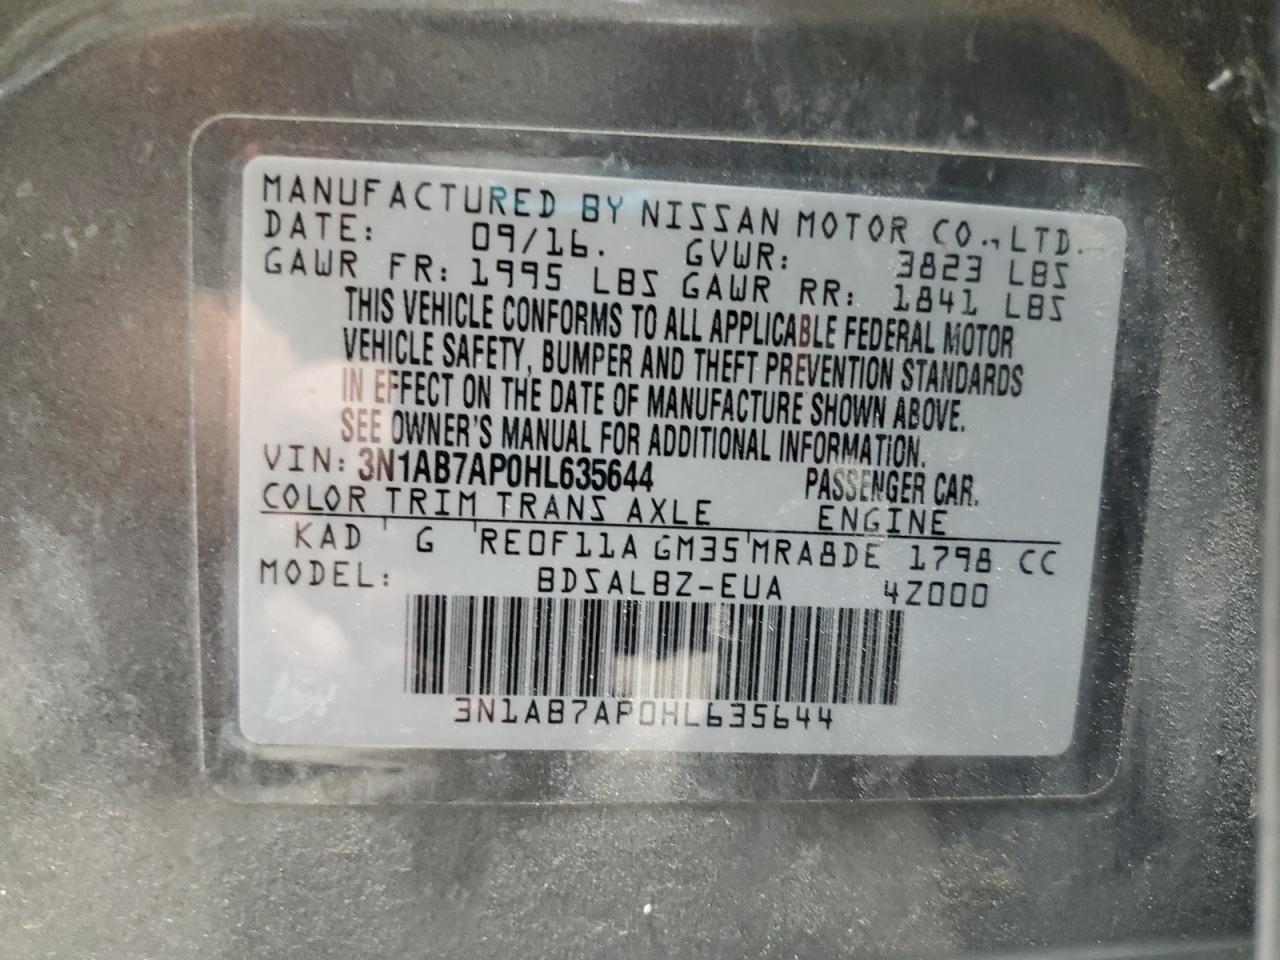 MANUFACTURED BY NISSAN MOTOR CO., LTD.
DATE: 09/16. GVWR: 3823 LBS
GAWR FR: 1995 LBS GAWR RR: 1841 LBS
THIS VEHICLE CONFORMS TO ALL APPLICABLE FEDERAL MOTOR
VEHICLE SAFETY, BUMPER AND THEFT PREVENTION STANDARDS
IN EFFECT ON THE DATE OF MANUFACTURE SHOWN ABOVE.
SEE OWNER'S MANUAL FOR ADDITIONAL INFORMATION.
VIN: 3N1AB7AP0HL635644 PASSENGER CAR.
COLOR TRIM TRANS AXLE ENGINE
KAD G RE0F11A GM35 MRA8DE 1798 CC
MODEL: BDSALBZ-EUA 4Z000
3N1AB7AP0HL635644